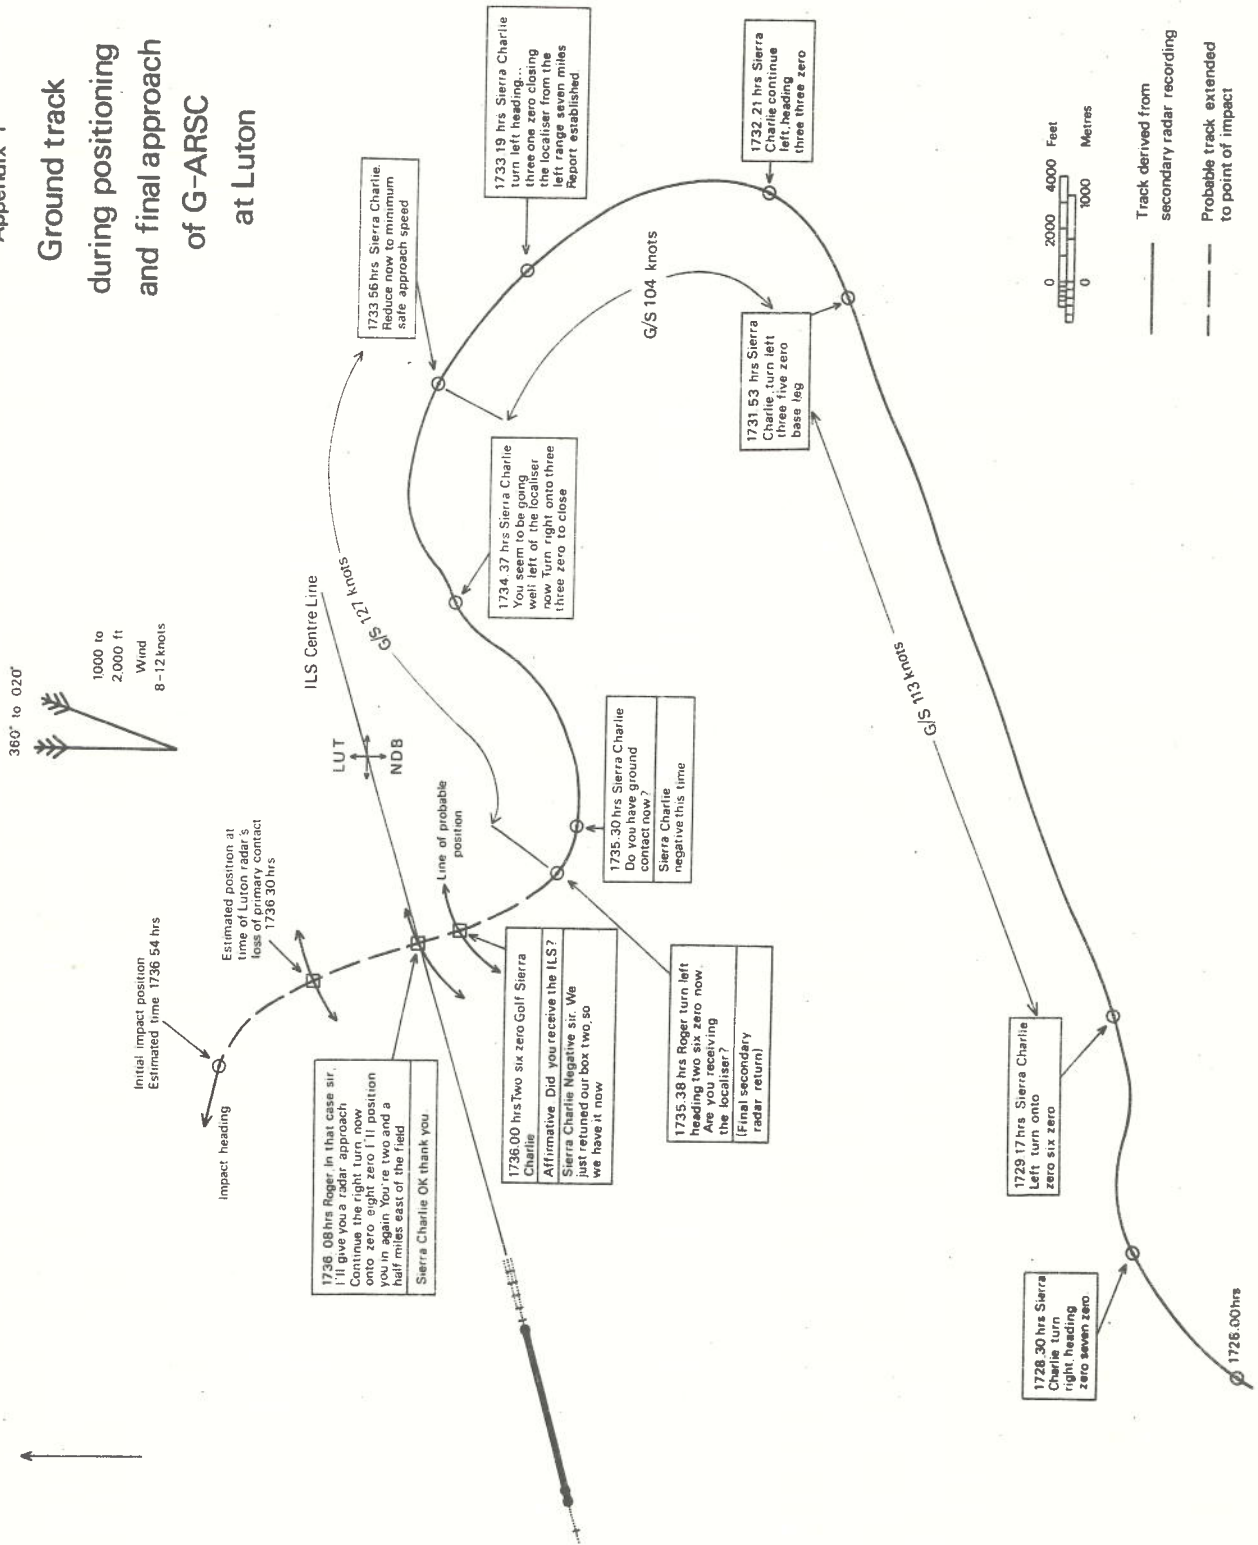 Appendix 1
Ground track
during positioning
and final approach
of G-ARSC
at Luton
360° to 020°
1000 to
2,000 ft
Wind
8-12 knots
Initial impact position
Estimated time 1736 54 hrs
Impact heading
Estimated position at
time of Luton radar's
loss of primary contact
1736 30 hrs
ILS Centre Line
LUT
NDB
Line of probable
position
G/S 127 knots
1733 56 hrs Sierra Charlie.
Reduce now to minimum
safe approach speed
1733 19 hrs Sierra Charlie
turn left heading...
three one zero closing
the localiser from the
left range seven miles
Report established
1732.21 hrs Sierra
Charlie continue
left, heading
three three zero
G/S 104 knots
1731 53 hrs Sierra
Charlie, turn left
three five zero
base leg
1734.37 hrs Sierra Charlie
You seem to be going
well left of the localiser
now Turn right onto three
three zero to close
1735.30 hrs Sierra Charlie
Do you have ground
contact now?
Sierra Charlie
negative this time
1735.38 hrs Roger turn left
heading two six zero now.
Are you receiving
the localiser?
(Final secondary
radar return)
1736.00 hrs Two six zero Golf Sierra
Charlie
Affirmative Did you receive the ILS?
Sierra Charlie Negative sir. We
just retuned our box two, so
we have it now
1736 08 hrs Roger, In that case sir,
I'll give you a radar approach
Continue the right turn now
onto zero eight zero I'll position
you in again You're two and a
half miles east of the field
Sierra Charlie OK thank you
G/S 113 knots
1729 17 hrs Sierra Charlie
Left turn onto
zero six zero
1728.30 hrs Sierra
Charlie turn
right, heading
zero seven zero
1728.00hrs
0 2000 4000 Feet
0 1000 Metres
Track derived from
secondary radar recording
Probable track extended
to point of impact